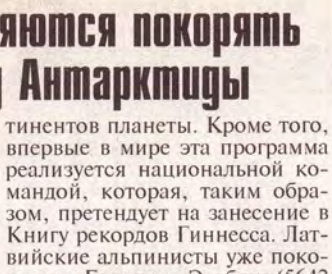 яются покорять
Антарктиды
тинентов планеты. Кроме того,
впервые в мире эта программа
реализуется национальной ко-
мандой, которая, таким обра-
зом, претендует на занесение в
Книгу рекордов Гиннесса. Лат-
вийские альпинисты уже поко-